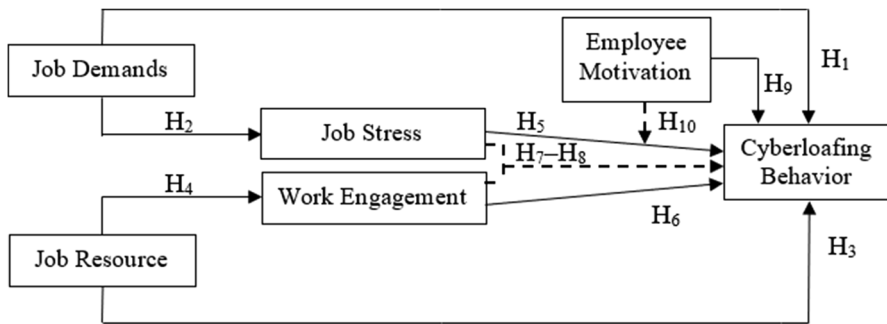 Employee
Motivation
Job Demands
H₁
H₉
H₂
Job Stress
H₅
H₁₀
Cyberloafing
Behavior
H₇–H₈
H₄
Work Engagement
H₆
Job Resource
H₃